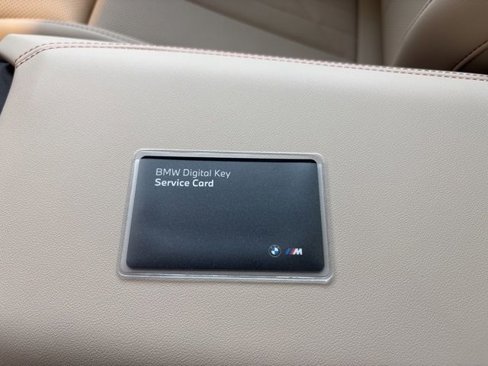 BMW Digital Key
Service Card
M